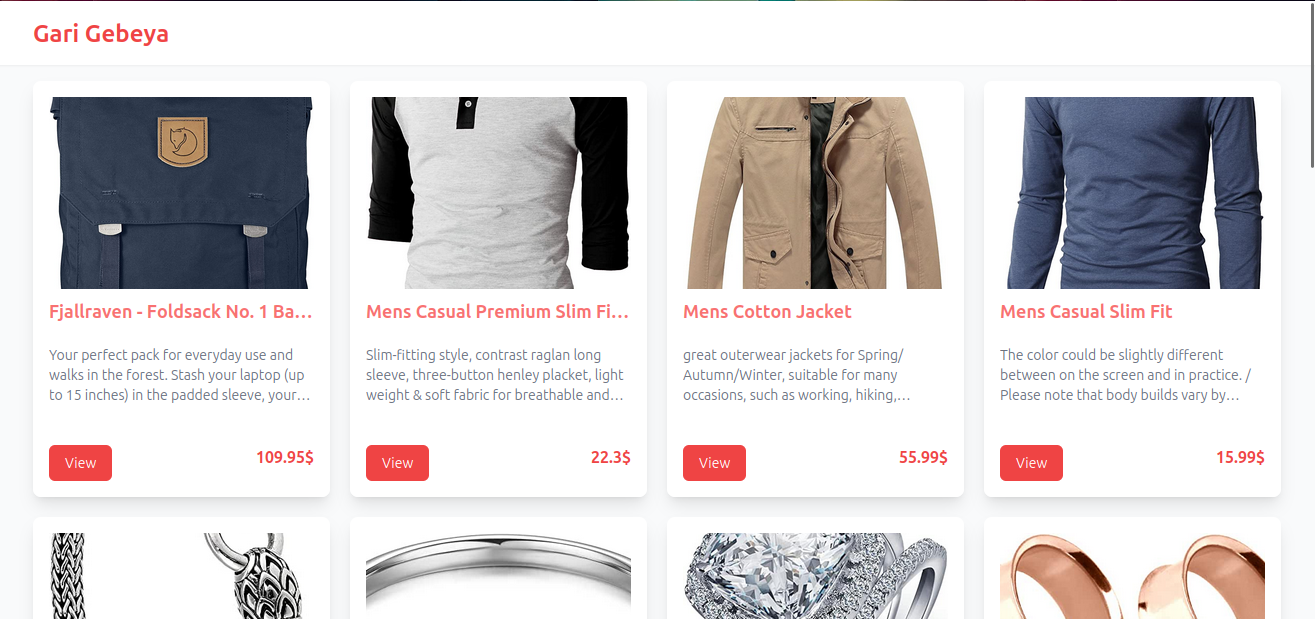 Gari Gebeya
Fjallraven - Foldsack No. 1 Ba...
Your perfect pack for everyday use and
walks in the forest. Stash your laptop (up
to 15 inches) in the padded sleeve, your...
View
109.95$
Mens Casual Premium Slim Fi...
Slim-fitting style, contrast raglan long
sleeve, three-button henley placket, light
weight & soft fabric for breathable and...
View
22.3$
Mens Cotton Jacket
great outerwear jackets for Spring/
Autumn/Winter, suitable for many
occasions, such as working, hiking,...
View
55.99$
Mens Casual Slim Fit
The color could be slightly different
between on the screen and in practice. /
Please note that body builds vary by...
View
15.99$